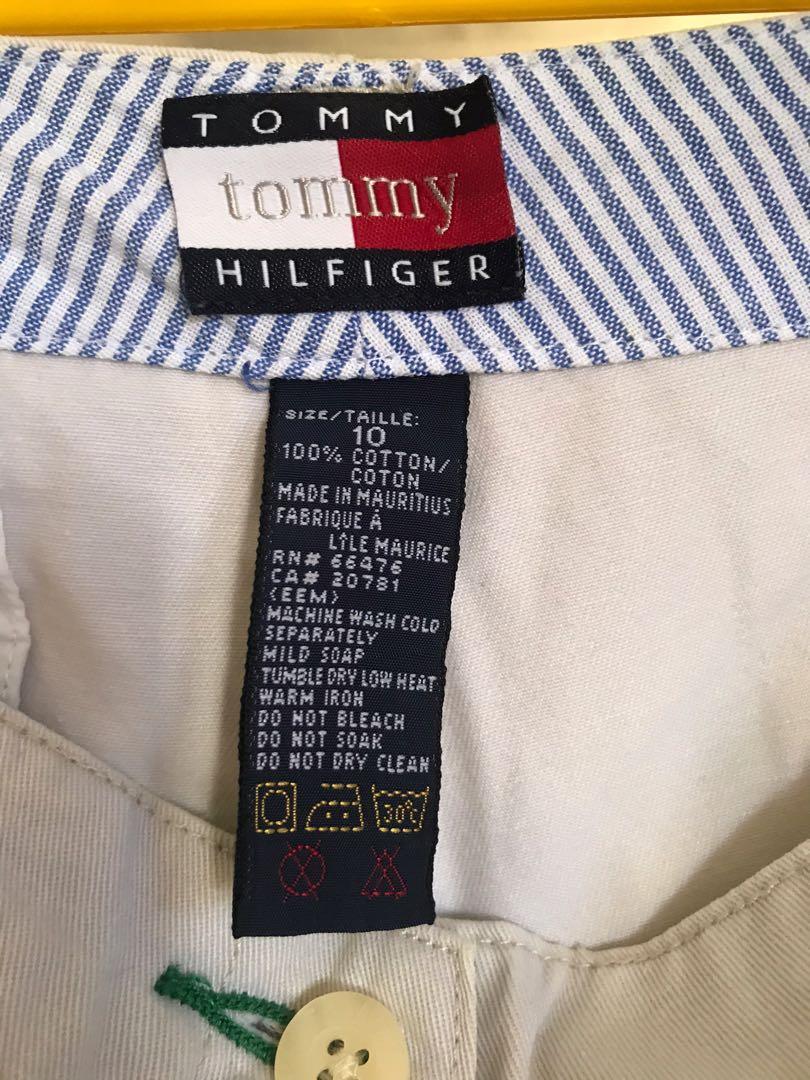 TOMMY
tommy
HILFIGER
SIZE/TAILLE:
10
100% COTTON/
COTON
MADE IN MAURITIUS
FABRIQUE À
L'ÎLE MAURICE
RN# 66476
CA# 20781
(EEM)
MACHINE WASH COLD
SEPARATELY
MILD SOAP
TUMBLE DRY LOW HEAT
WARM IRON
DO NOT BLEACH
DO NOT SOAK
DO NOT DRY CLEAN
30°C